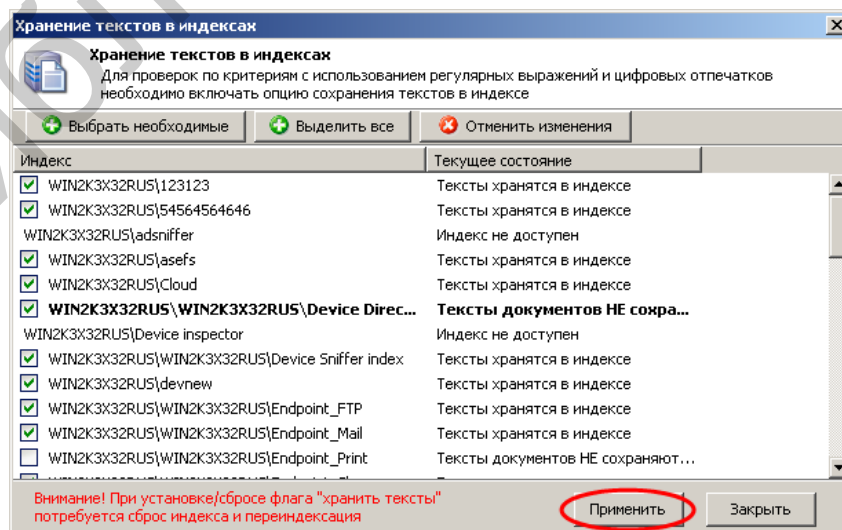 Хранение текстов в индексах
Хранение текстов в индексах
Для проверок по критериям с использованием регулярных выражений и цифровых отпечатков
необходимо включать опцию сохранения текстов в индексе
Выбрать необходимые Выделить все Отменить изменения
Индекс Текущее состояние
WIN2K3X32RUS\123123 Тексты хранятся в индексе
WIN2K3X32RUS\54564564646 Тексты хранятся в индексе
WIN2K3X32RUS\adsniffer Индекс не доступен
WIN2K3X32RUS\asefs Тексты хранятся в индексе
WIN2K3X32RUS\Cloud Тексты хранятся в индексе
WIN2K3X32RUS\WIN2K3X32RUS\Device Direc... Тексты документов НЕ сохра...
WIN2K3X32RUS\Device inspector Индекс не доступен
WIN2K3X32RUS\WIN2K3X32RUS\Device Sniffer index Тексты хранятся в индексе
WIN2K3X32RUS\devnew Тексты хранятся в индексе
WIN2K3X32RUS\WIN2K3X32RUS\Endpoint_FTP Тексты хранятся в индексе
WIN2K3X32RUS\WIN2K3X32RUS\Endpoint_Mail Тексты хранятся в индексе
WIN2K3X32RUS\WIN2K3X32RUS\Endpoint_Print Тексты документов НЕ сохраняют...
Внимание! При установке/сбросе флага "хранить тексты"
потребуется сброс индекса и переиндексация
Применить Закрыть